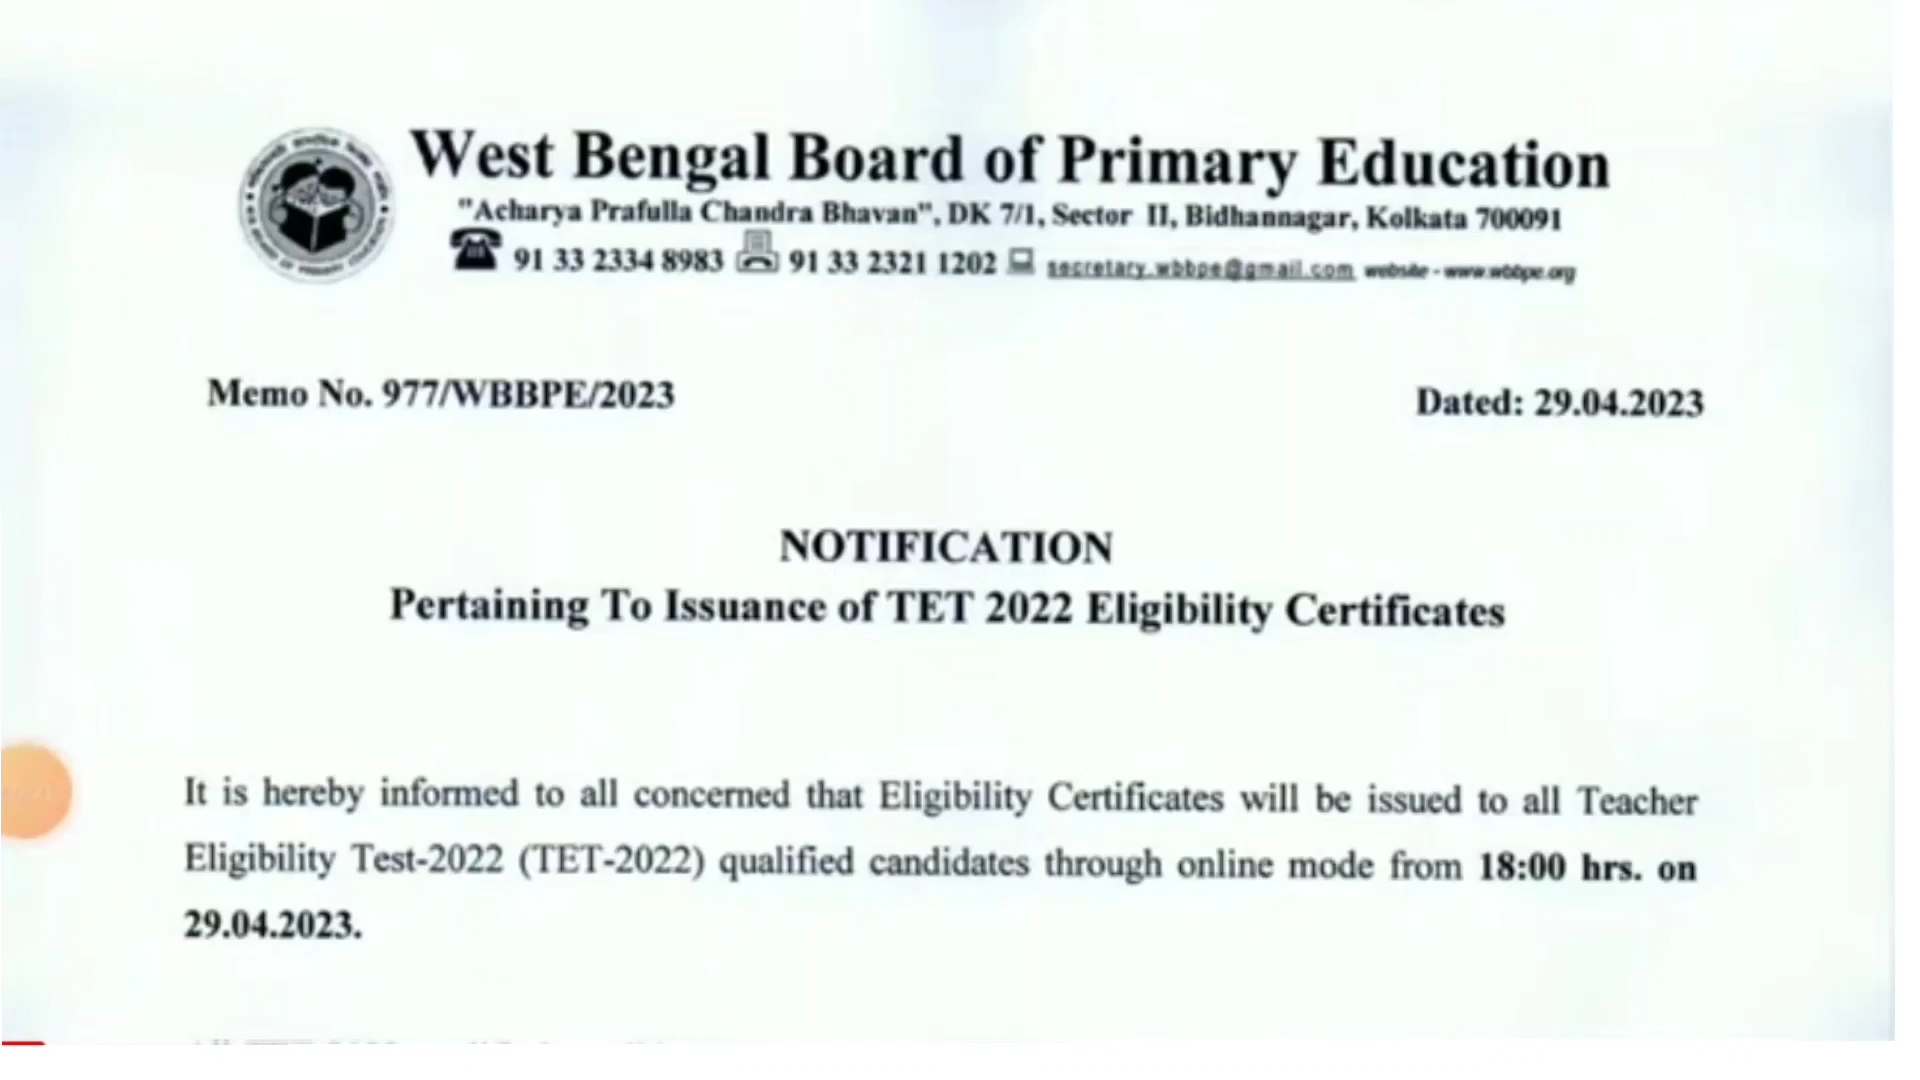 West Bengal Board of Primary Education
"Acharya Prafulla Chandra Bhavan", DK 7/1, Sector II, Bidhannagar, Kolkata 700091
91 33 2334 8983 91 33 2321 1202 secretary.wbbpe@gmail.com website - www.wbbpe.org
Memo No. 977/WBBPE/2023 Dated: 29.04.2023
NOTIFICATION
Pertaining To Issuance of TET 2022 Eligibility Certificates
It is hereby informed to all concerned that Eligibility Certificates will be issued to all Teacher
Eligibility Test-2022 (TET-2022) qualified candidates through online mode from 18:00 hrs. on
29.04.2023.